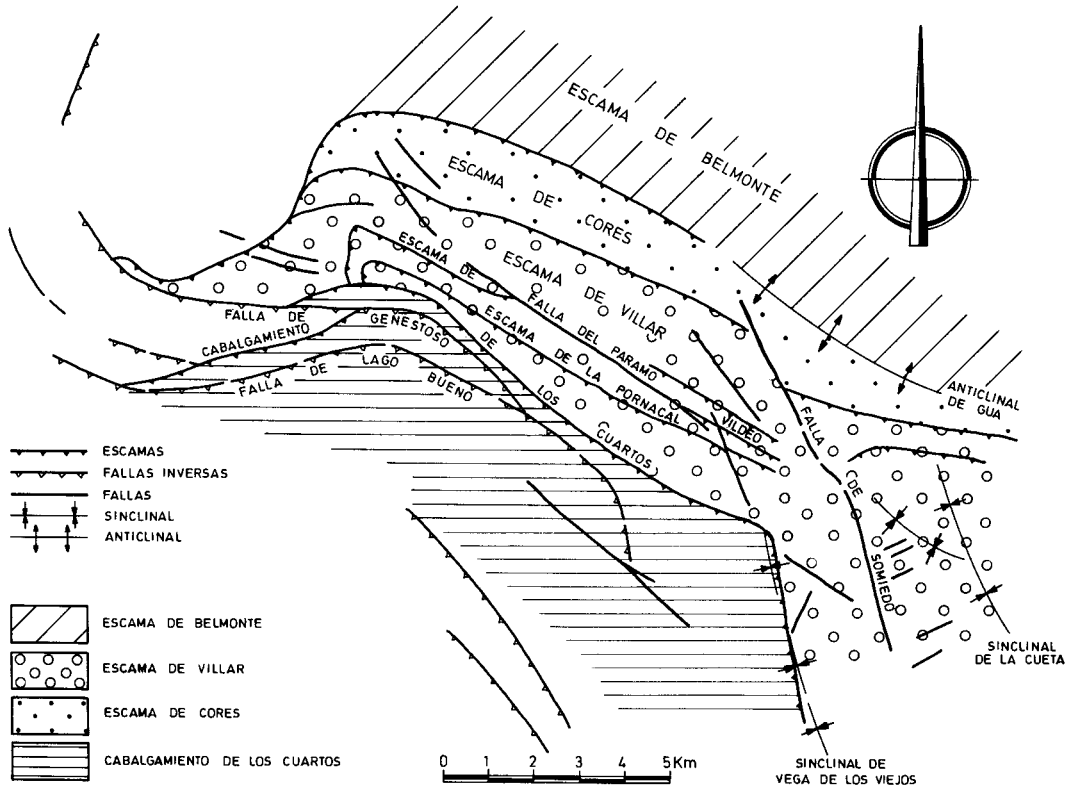 ESCAMA DE BELMONTE
ESCAMA DE CORES
ESCAMA DE VILLAR
ESCAMA DE VILDEO
FALLA DEL PARAMO
ESCAMA DE LA PORNACAL
FALLA DE GENESTOSO
CABALGAMIENTO DE LOS CUARTOS
FALLA DE LAGO BUENO
FALLA DE SOMIEDO
ANTICLINAL
DE GUA
SINCLINAL
DE LA CUETA
SINCLINAL DE
VEGA DE LOS VIEJOS
ESCAMAS
FALLAS INVERSAS
FALLAS
SINCLINAL
ANTICLINAL
ESCAMA DE BELMONTE
ESCAMA DE VILLAR
ESCAMA DE CORES
CABALGAMIENTO DE LOS CUARTOS
0 1 2 3 4 5 Km